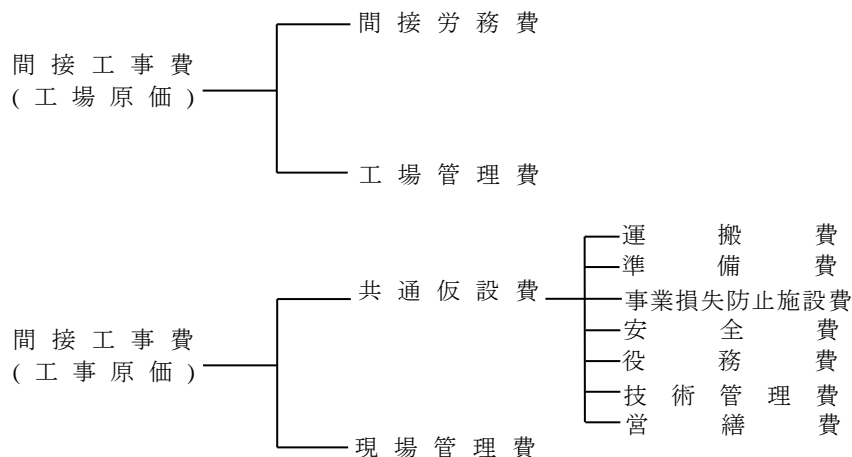 間接労務費
間接工事費
(工場原価)
工場管理費
運搬費
共通仮設費
準備費
事業損失防止施設費
安全費
間接工事費
(工事原価)
役務費
技術管理費
営繕費
現場管理費